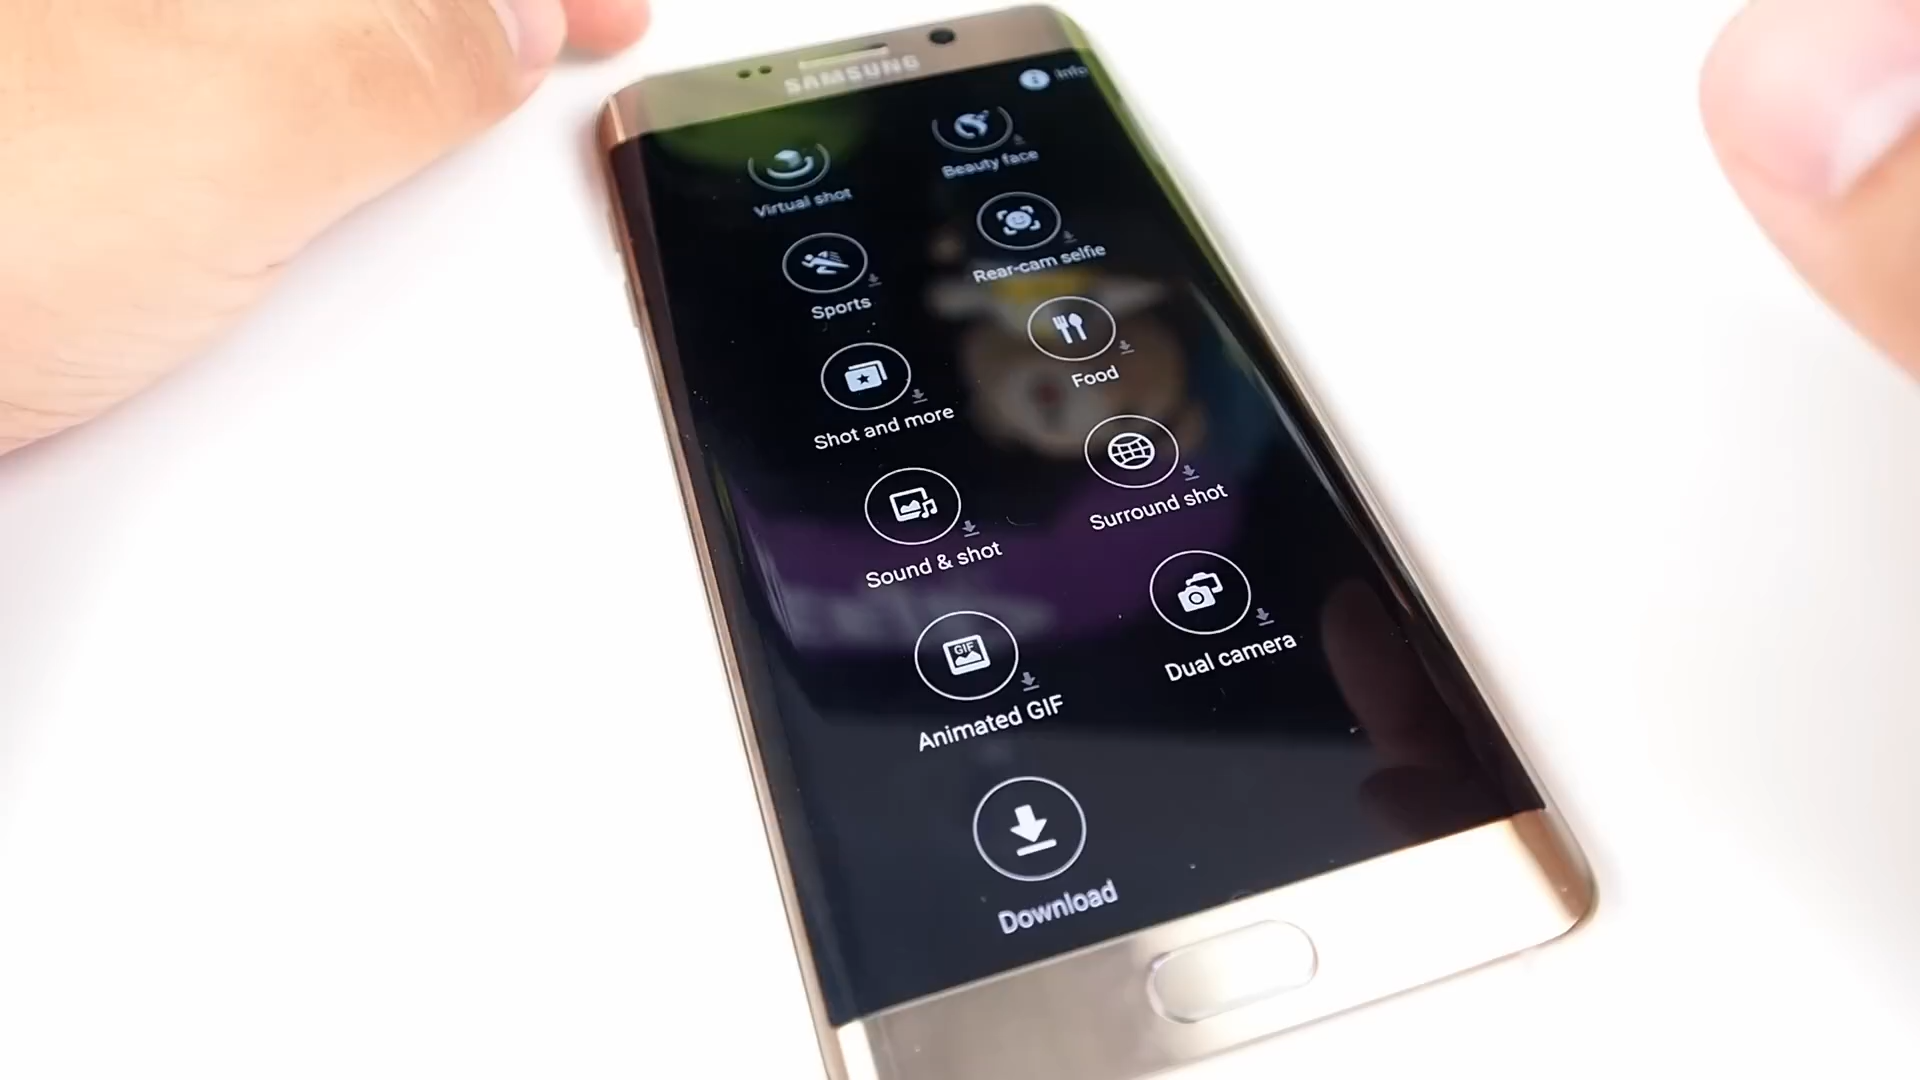 SAMSUNG
Info
Virtual shot
Beauty face
Sports
Rear-cam selfie
Shot and more
Food
Sound & shot
Surround shot
GIF
Animated GIF
Dual camera
Download